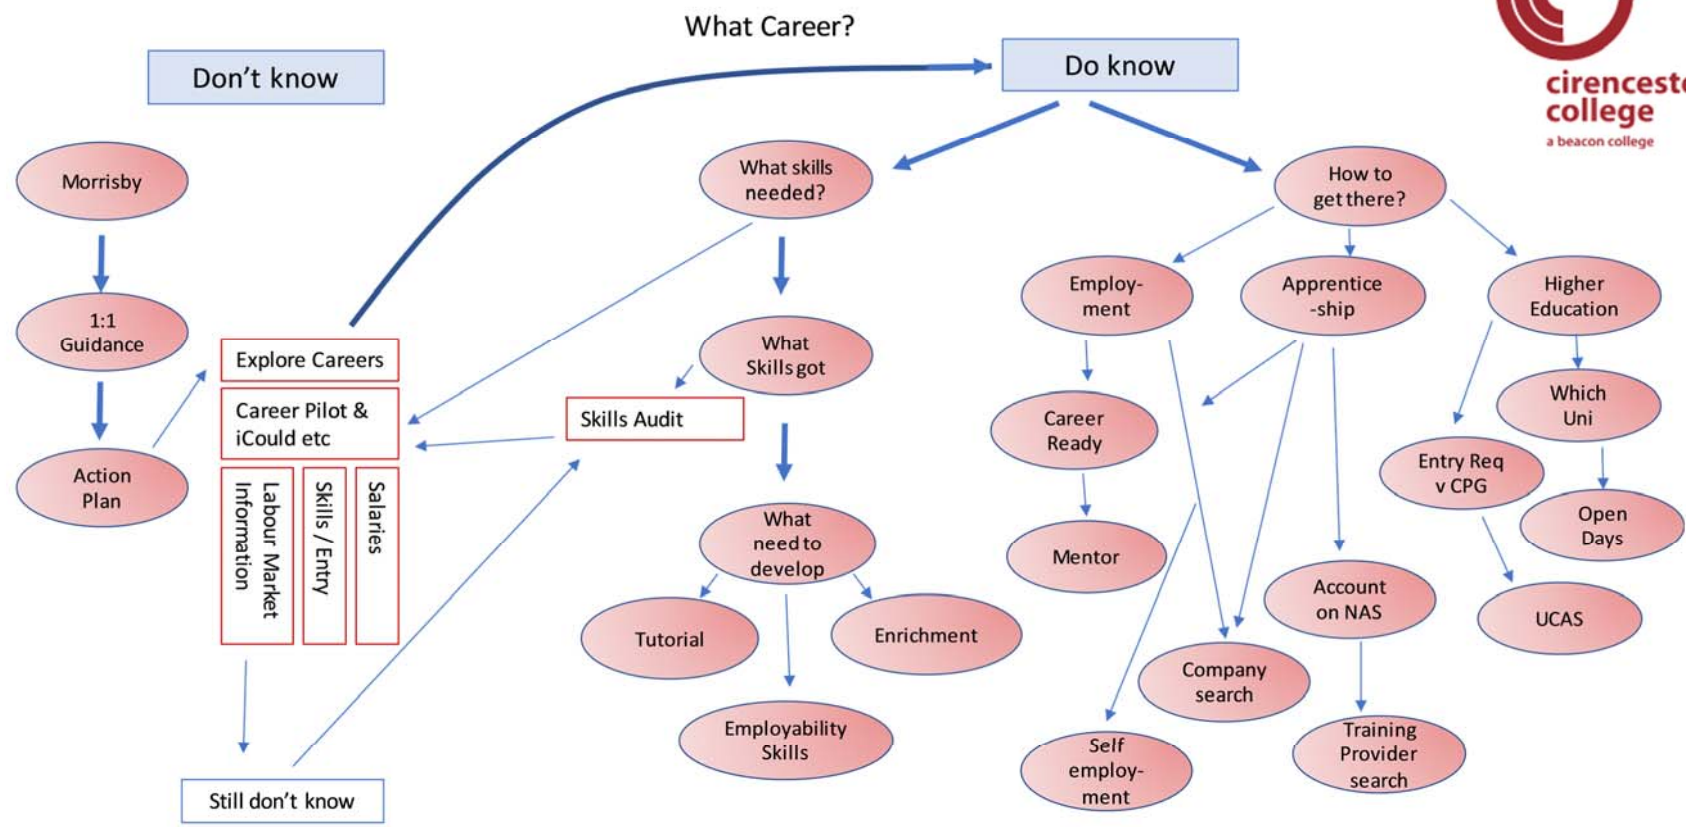 What Career?
Don't know
Do know
college
a beacon college
Morrisby
1:1
Guidance
Action
Plan
Explore Careers
Career Pilot &
iCould etc
Labour Market
Information
Skills / Entry
Salaries
Still don't know
What skills
needed?
What
Skills got
Skills Audit
What
need to
develop
Tutorial
Enrichment
Employability
Skills
How to
get there?
Employ-
ment
Career
Ready
Mentor
Self
employ-
ment
Company
search
Apprentice
-ship
Account
on NAS
Training
Provider
search
Higher
Education
Which
Uni
Open
Days
Entry Req
v CPG
UCAS